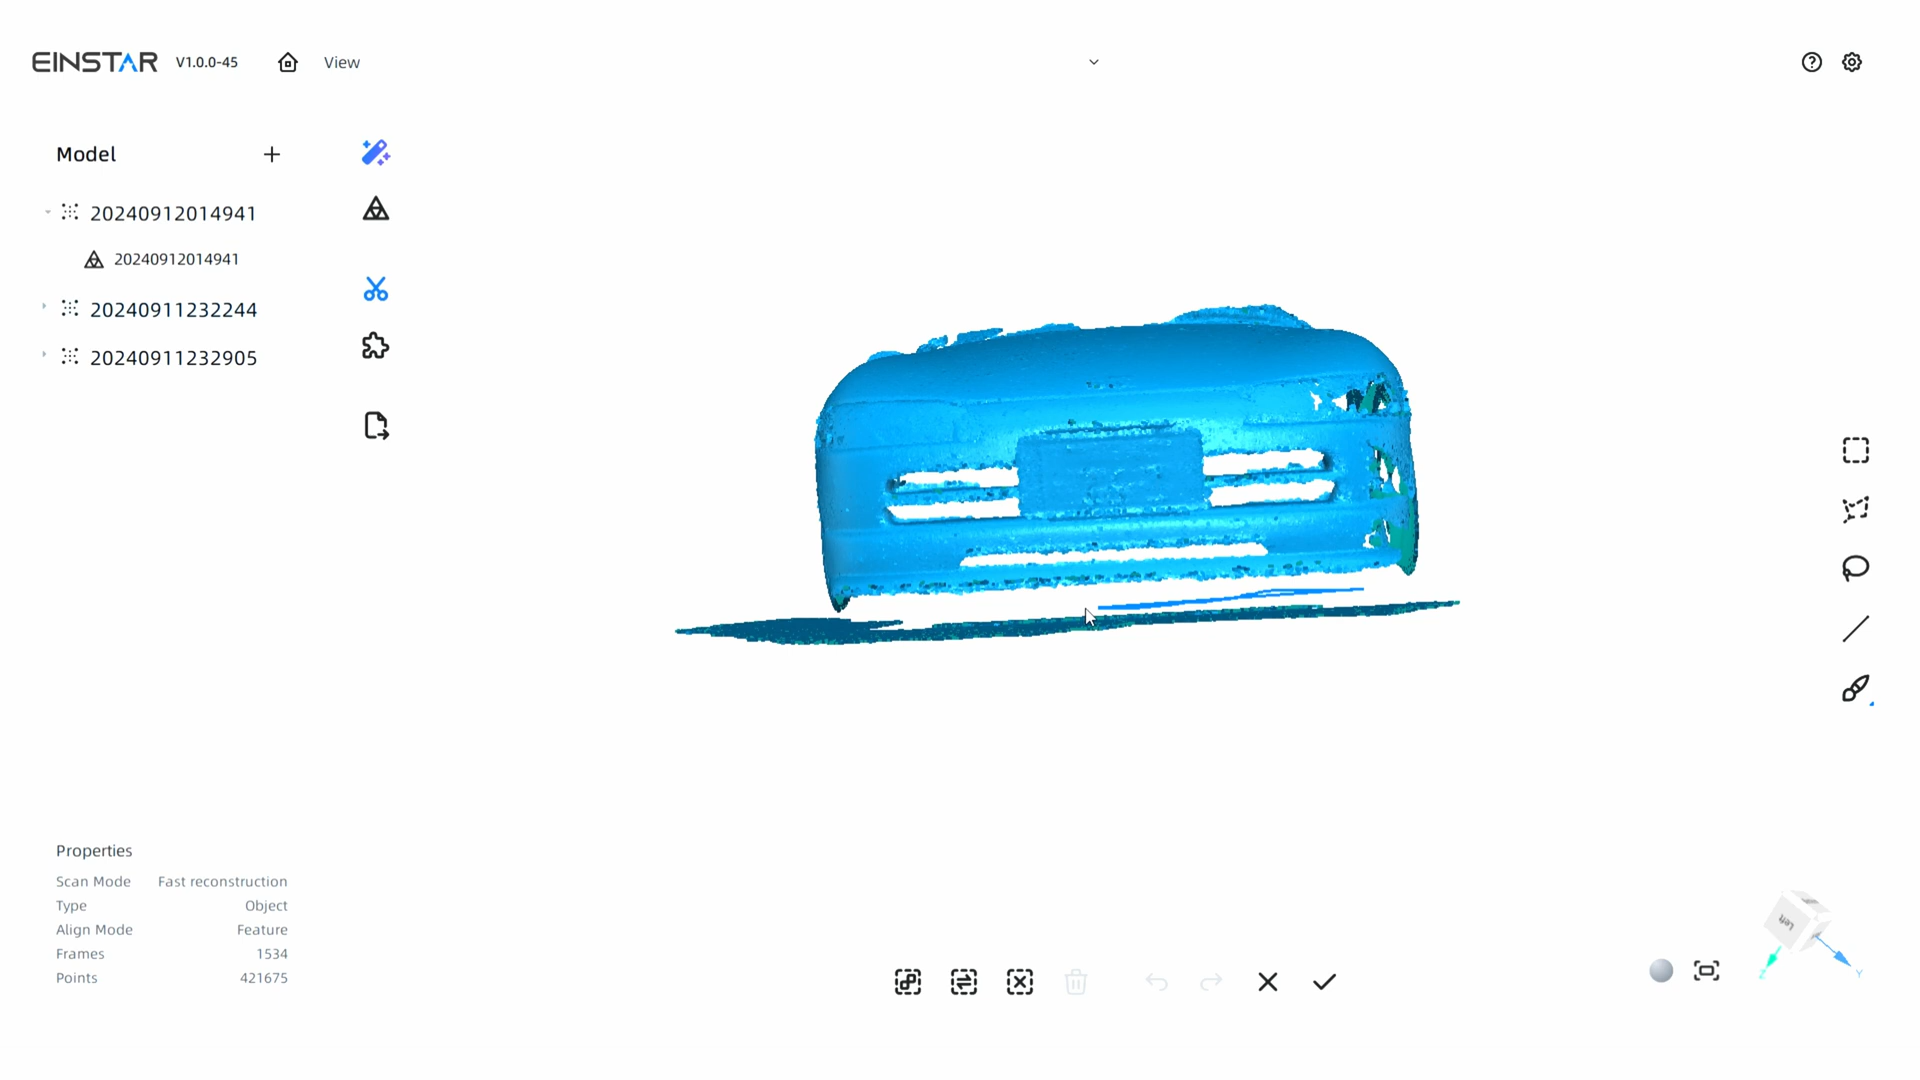 EINSTAR V1.0.0-45 View
Model
20240912014941
20240912014941
20240911232244
20240911232905
Properties
Scan Mode Fast reconstruction
Type Object
Align Mode Feature
Frames 1534
Points 421675
Left
Z
Y